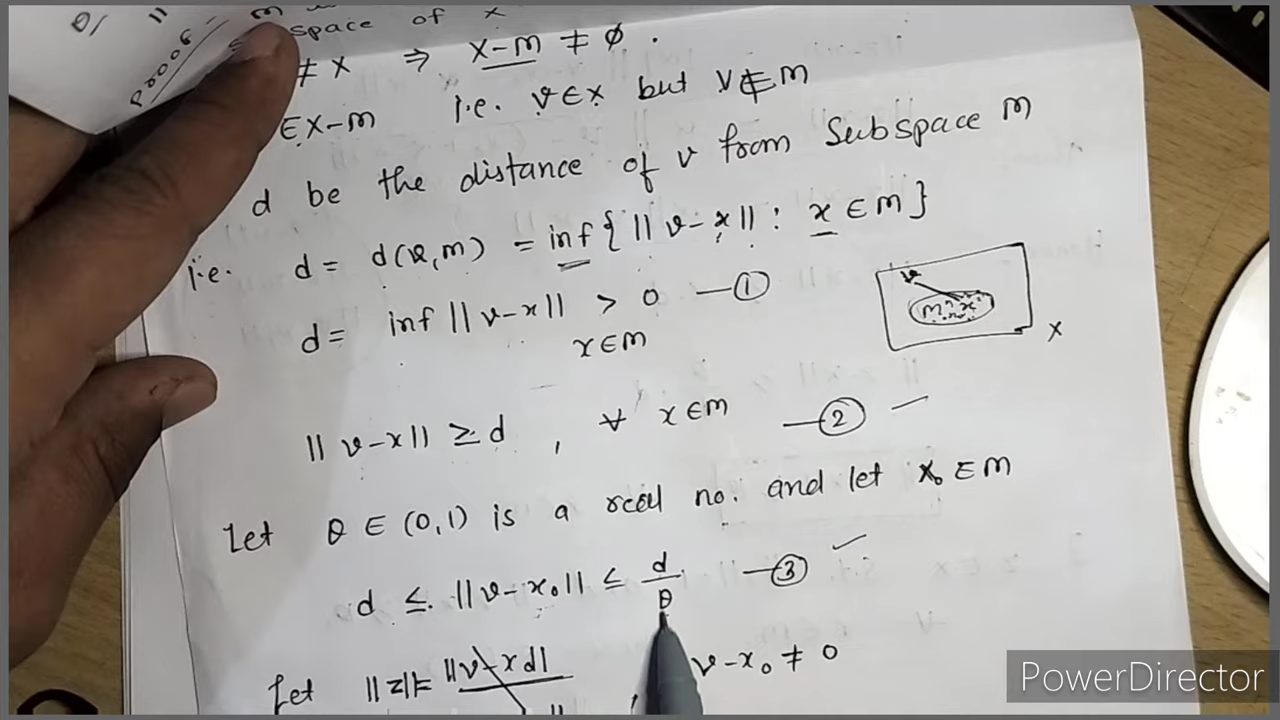 θ/
Proof
m
space of x
≠ X ⇒ X-m ≠ ∅.
∈X-m i.e. v∈x but v∉m
d be the distance of v from subspace m
i.e. d = d(v,m) = inf{||v-x|| : x ∈ m}
d = inf ||v-x|| > 0 —①
x∈m
v
m x
X
||v-x|| ≥ d , ∀ x∈m —②
Let θ ∈ (0,1) is a real no. and let x₀ ∈ m
d ≤ ||v-x₀|| ≤ d/θ —③
Let ||z||= v-x₀ ≠ 0
PowerDirector